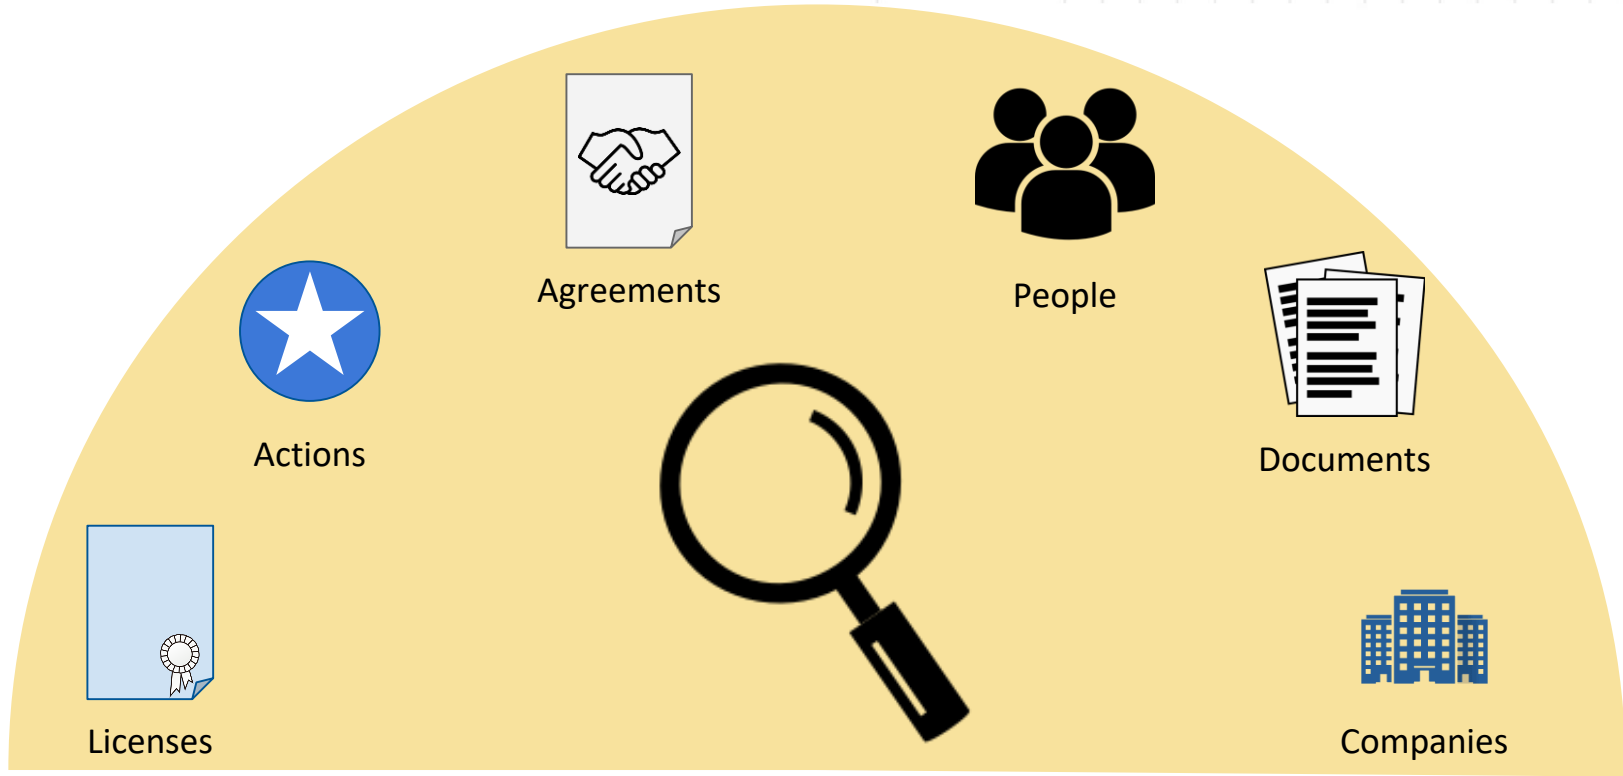 Agreements
People
Actions
Documents
Licenses
Companies